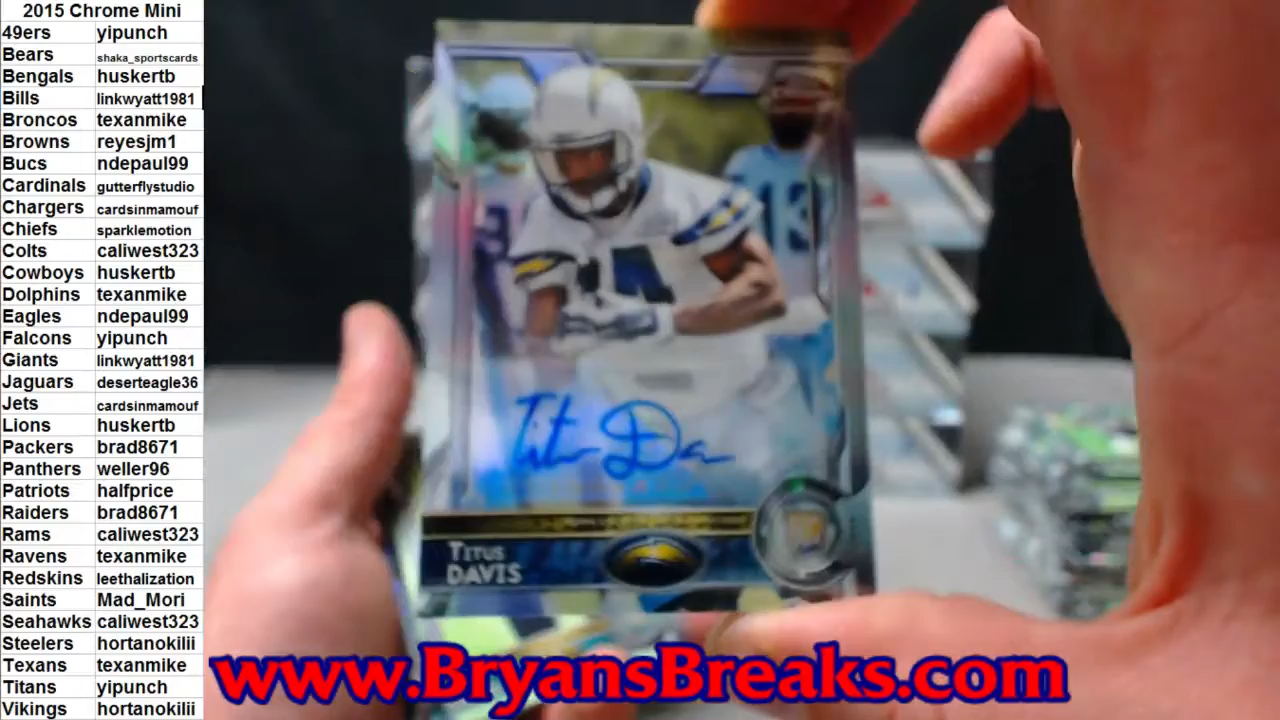 2015 Chrome Mini
49ers yipunch
Bears shaka_sportscards
Bengals huskertb
Bills linkwyatt1981
Broncos texanmike
Browns reyesjm1
Bucs ndepaul99
Cardinals gutterflystudio
Chargers cardsinmamouf
Chiefs sparklemotion
Colts caliwest323
Cowboys huskertb
Dolphins texanmike
Eagles ndepaul99
Falcons yipunch
Giants linkwyatt1981
Jaguars deserteagle36
Jets cardsinmamouf
Lions huskertb
Packers brad8671
Panthers weller96
Patriots halfprice
Raiders brad8671
Rams caliwest323
Ravens texanmike
Redskins leethalization
Saints Mad_Mori
Seahawks caliwest323
Steelers hortanokilii
Texans texanmike
Titans yipunch
Vikings hortanokilii
13
Titus Da
TITUS
DAVIS
www.BryansBreaks.com